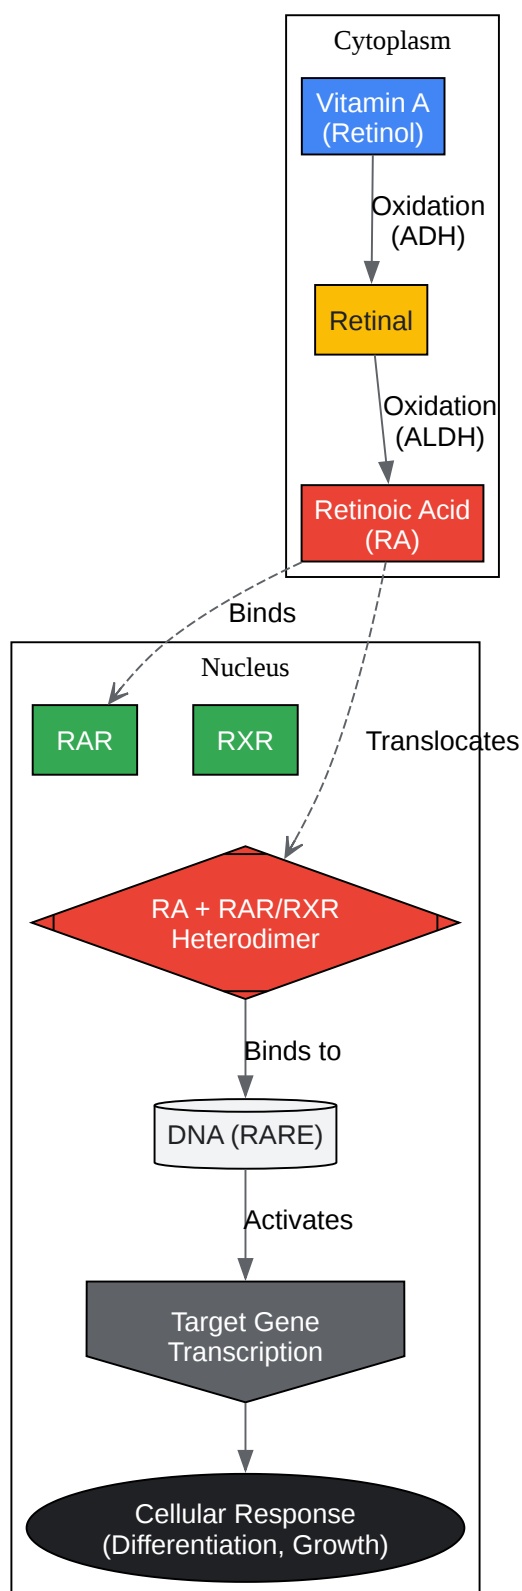 Cytoplasm
Vitamin A
(Retinol)
Oxidation
(ADH)
Retinal
Oxidation
(ALDH)
Retinoic Acid
(RA)
Binds
Nucleus
RAR
RXR
Translocates
RA + RAR/RXR
Heterodimer
Binds to
DNA (RARE)
Activates
Target Gene
Transcription
Cellular Response
(Differentiation, Growth)